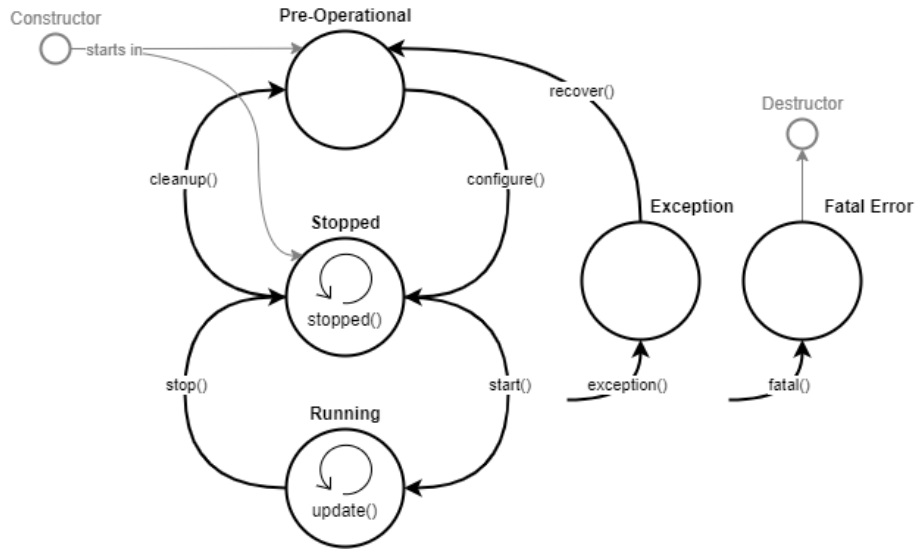 Constructor
Pre-Operational
starts in
recover()
Destructor
cleanup()
configure()
Stopped
Exception
Fatal Error
stopped()
stop()
start()
exception()
fatal()
Running
update()